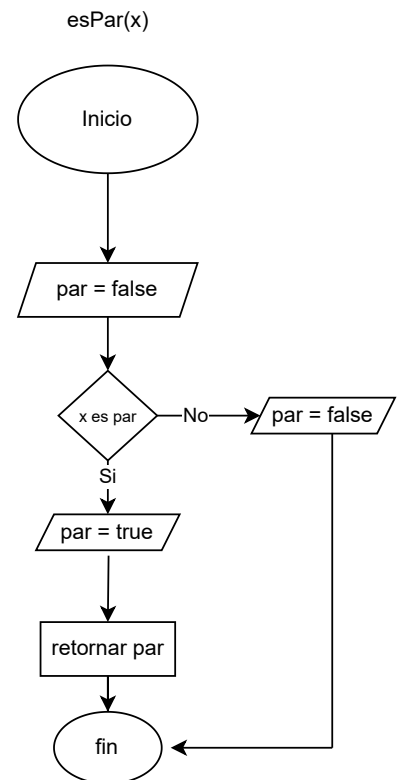 esPar(x)
Inicio
par = false
x es par
No
par = false
Si
par = true
retornar par
fin